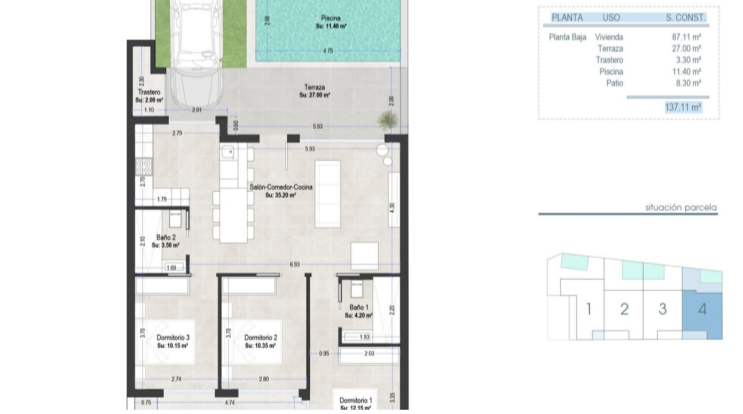 Piscina
Su: 11.40 m²
2.88
4.75
Trastero
Su: 2.00 m²
2.30
1.10
2.01
Terraza
Su: 27.00 m²
2.00
0.60
5.93
2.79
5.93
2.70
1.79
Salón-Comedor-Cocina
Su: 35.20 m²
4.30
Baño 2
Su: 3.50 m²
2.10
1.69
6.93
Baño 1
Su: 4,20 m²
2.20
1.93
Dormitorio 3
Su: 10.15 m²
3.70
2.74
Dormitorio 2
Su: 10.35 m²
3.70
2.80
0.95
2.03
Dormitorio 1
Su: 12.15 m²
3.35
0.75
4.74
PLANTA USO S. CONST.
Planta Baja Vivienda 87.11 m²
Terraza 27.00 m²
Trastero 3.30 m²
Piscina 11.40 m²
Patio 8.30 m²
137.11 m²
situación parcela
1 2 3 4